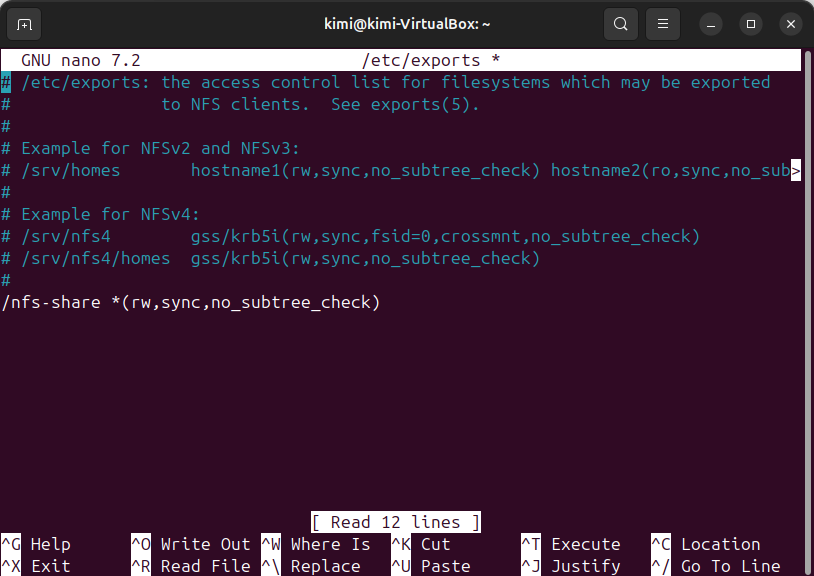 kimi@kimi-VirtualBox: ~
GNU nano 7.2 /etc/exports *
# /etc/exports: the access control list for filesystems which may be exported
#               to NFS clients.  See exports(5).
#
# Example for NFSv2 and NFSv3:
# /srv/homes       hostname1(rw,sync,no_subtree_check) hostname2(ro,sync,no_sub>
#
# Example for NFSv4:
# /srv/nfs4        gss/krb5i(rw,sync,fsid=0,crossmnt,no_subtree_check)
# /srv/nfs4/homes  gss/krb5i(rw,sync,no_subtree_check)
#
/nfs-share *(rw,sync,no_subtree_check)
[ Read 12 lines ]
^G Help ^O Write Out ^W Where Is ^K Cut ^T Execute ^C Location
^X Exit ^R Read File ^\ Replace ^U Paste ^J Justify ^/ Go To Line